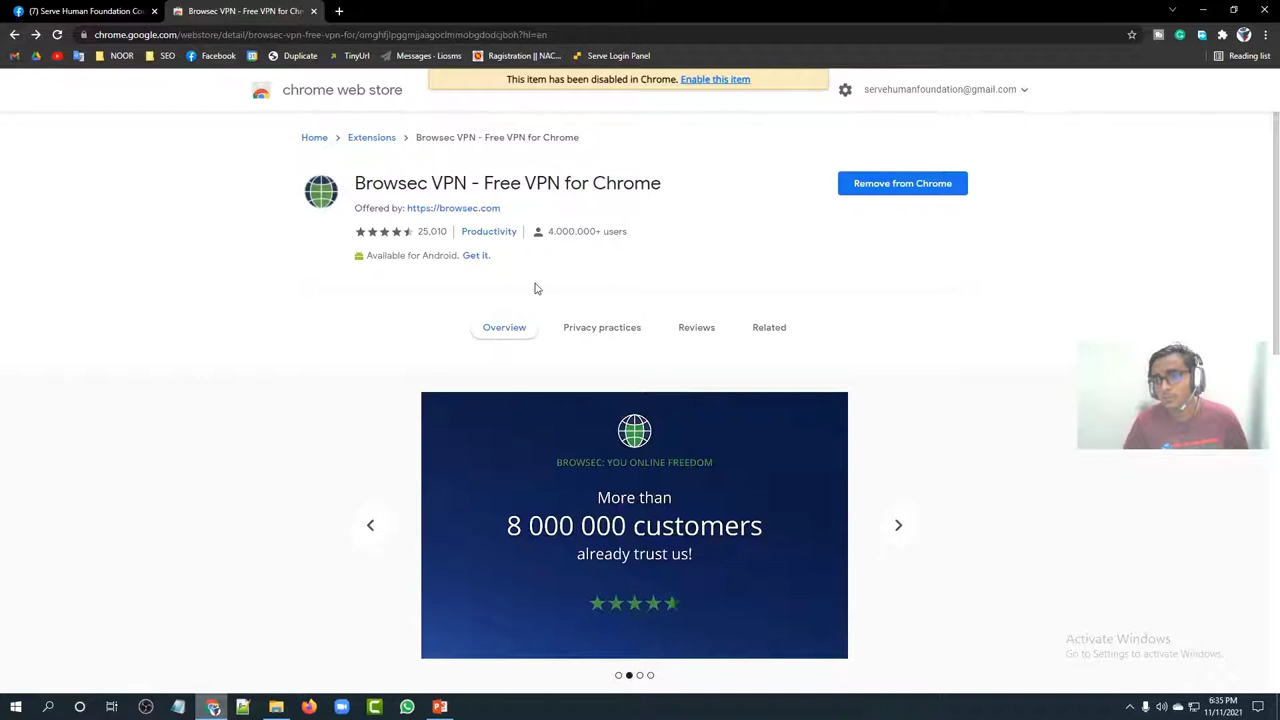 (7) Serve Human Foundation Co
Browsec VPN - Free VPN for Ch
chrome.google.com/webstore/detail/browsec-vpn-free-vpn-for/omghfjlpggmjjaagoclmmobgdodcjboh?hl=en
NOOR
SEO
Facebook
Duplicate
TinyUrl
Messages - Liosms
Registration || NAC...
Serve Login Panel
Reading list
This item has been disabled in Chrome. Enable this item
chrome web store
servehumanfoundation@gmail.com
Home > Extensions > Browsec VPN - Free VPN for Chrome
Browsec VPN - Free VPN for Chrome
Remove from Chrome
Offered by: https://browsec.com
25,010 | Productivity | 4,000,000+ users
Available for Android. Get it.
Overview
Privacy practices
Reviews
Related
BROWSEC: YOU ONLINE FREEDOM
More than
8 000 000 customers
already trust us!
Activate Windows
Go to Settings to activate Windows.
6:35 PM
11/11/2021